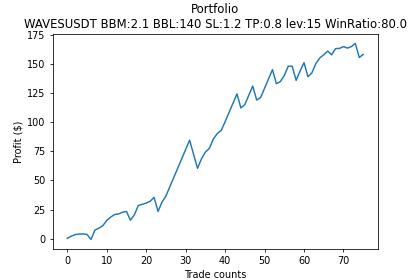 Portfolio
WAVESUSDT BBM:2.1 BBL:140 SL:1.2 TP:0.8 lev:15 WinRatio:80.0
175
150
125
100
75
50
25
0
Profit ($)
0 10 20 30 40 50 60 70
Trade counts